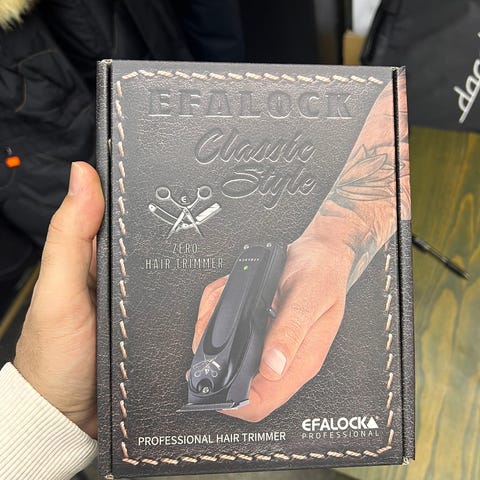 EFALOCK
Classic
Style
ZERO
HAIR TRIMMER
PROFESSIONAL HAIR TRIMMER
EFALOCK
PROFESSIONAL